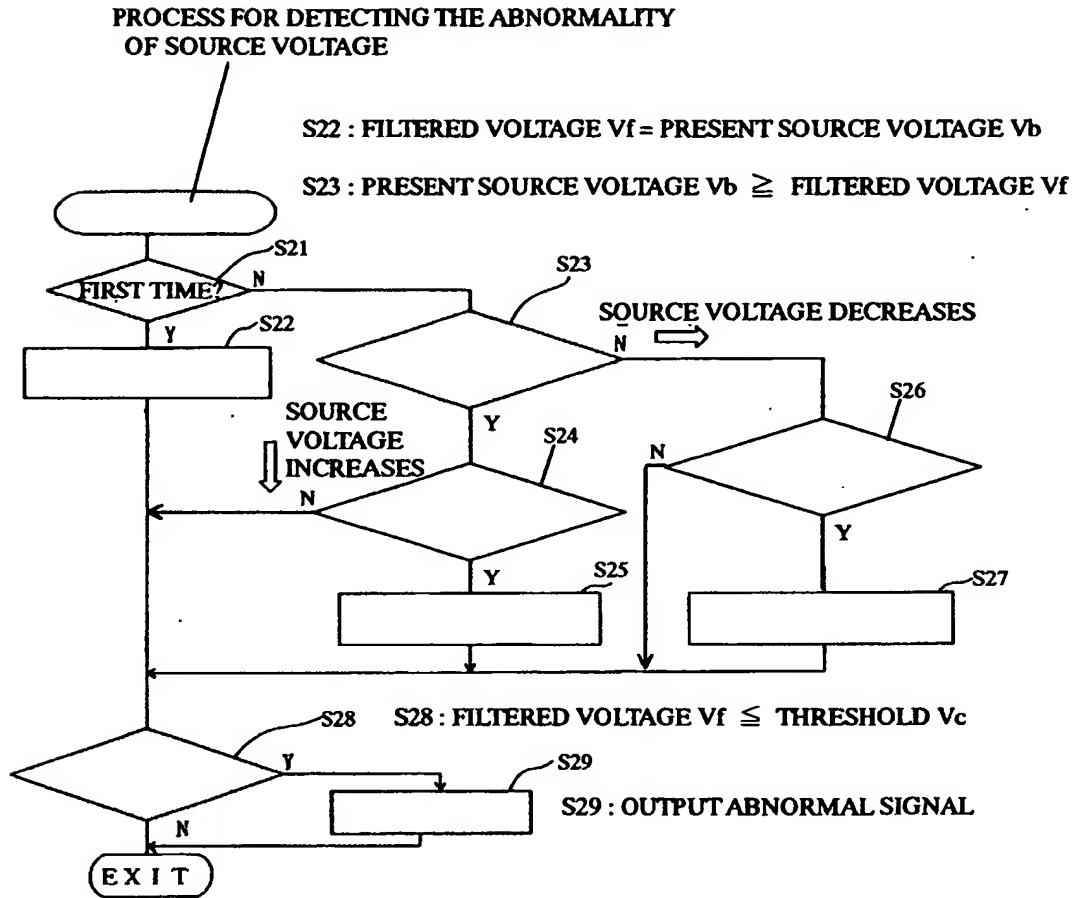 PROCESS FOR DETECTING THE ABNORMALITY
OF SOURCE VOLTAGE
S22 : FILTERED VOLTAGE Vf = PRESENT SOURCE VOLTAGE Vb
S23 : PRESENT SOURCE VOLTAGE Vb ≧ FILTERED VOLTAGE Vf
S21
FIRST TIME?
N
S23
SOURCE VOLTAGE DECREASES
N
Y
S22
S26
SOURCE
VOLTAGE
INCREASES
Y
S24
N
N
Y
Y
S25
S27
S28
S28 : FILTERED VOLTAGE Vf ≦ THRESHOLD Vc
Y
S29
S29 : OUTPUT ABNORMAL SIGNAL
N
EXIT